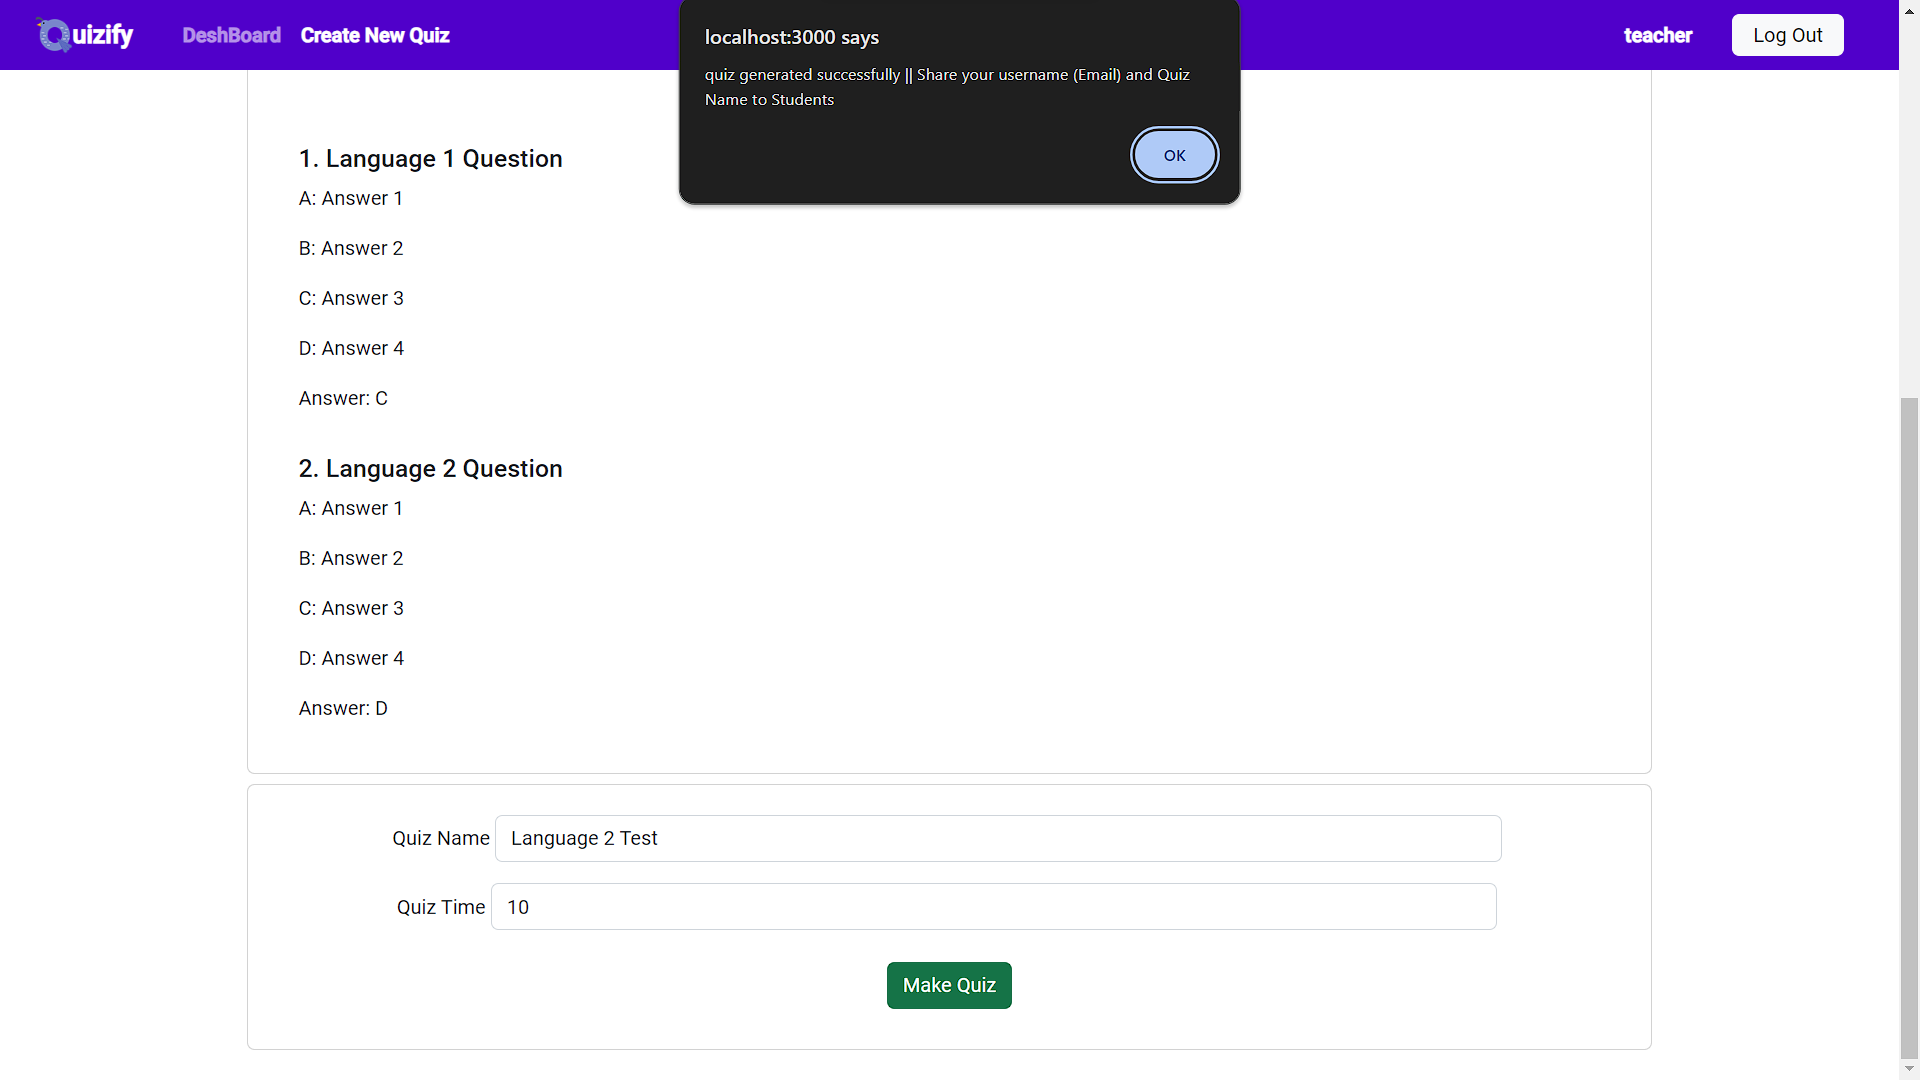 Quizify
DeshBoard
Create New Quiz
teacher
Log Out
localhost:3000 says
quiz generated successfully || Share your username (Email) and Quiz
Name to Students
OK
1. Language 1 Question
A: Answer 1
B: Answer 2
C: Answer 3
D: Answer 4
Answer: C
2. Language 2 Question
A: Answer 1
B: Answer 2
C: Answer 3
D: Answer 4
Answer: D
Quiz Name
Language 2 Test
Quiz Time
10
Make Quiz